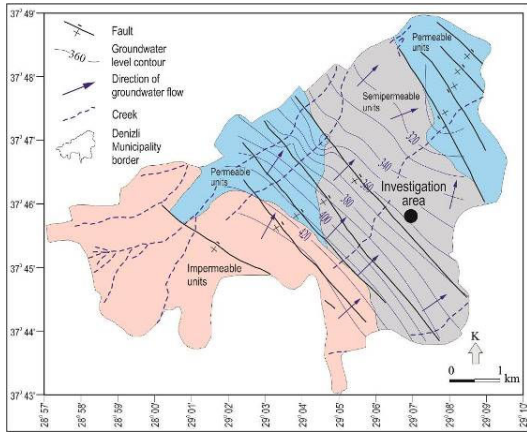 37° 49'
37° 48'
37° 47'
37° 46'
37° 45'
37° 44'
37° 43'
Fault
360
Groundwater
level contour
Direction of
groundwater flow
Creek
Denizli
Municipality
border
Permeable
units
Semipermeable
units
320
340
Permeable
units
360
380
400
420
Investigation
area
Impermeable
units
K
0 1
km
28° 57
28° 58
28° 59
29° 00
29° 01
29° 02
29° 03
29° 04
29° 05
29° 06
29° 07
29° 08
29° 09
29° 10